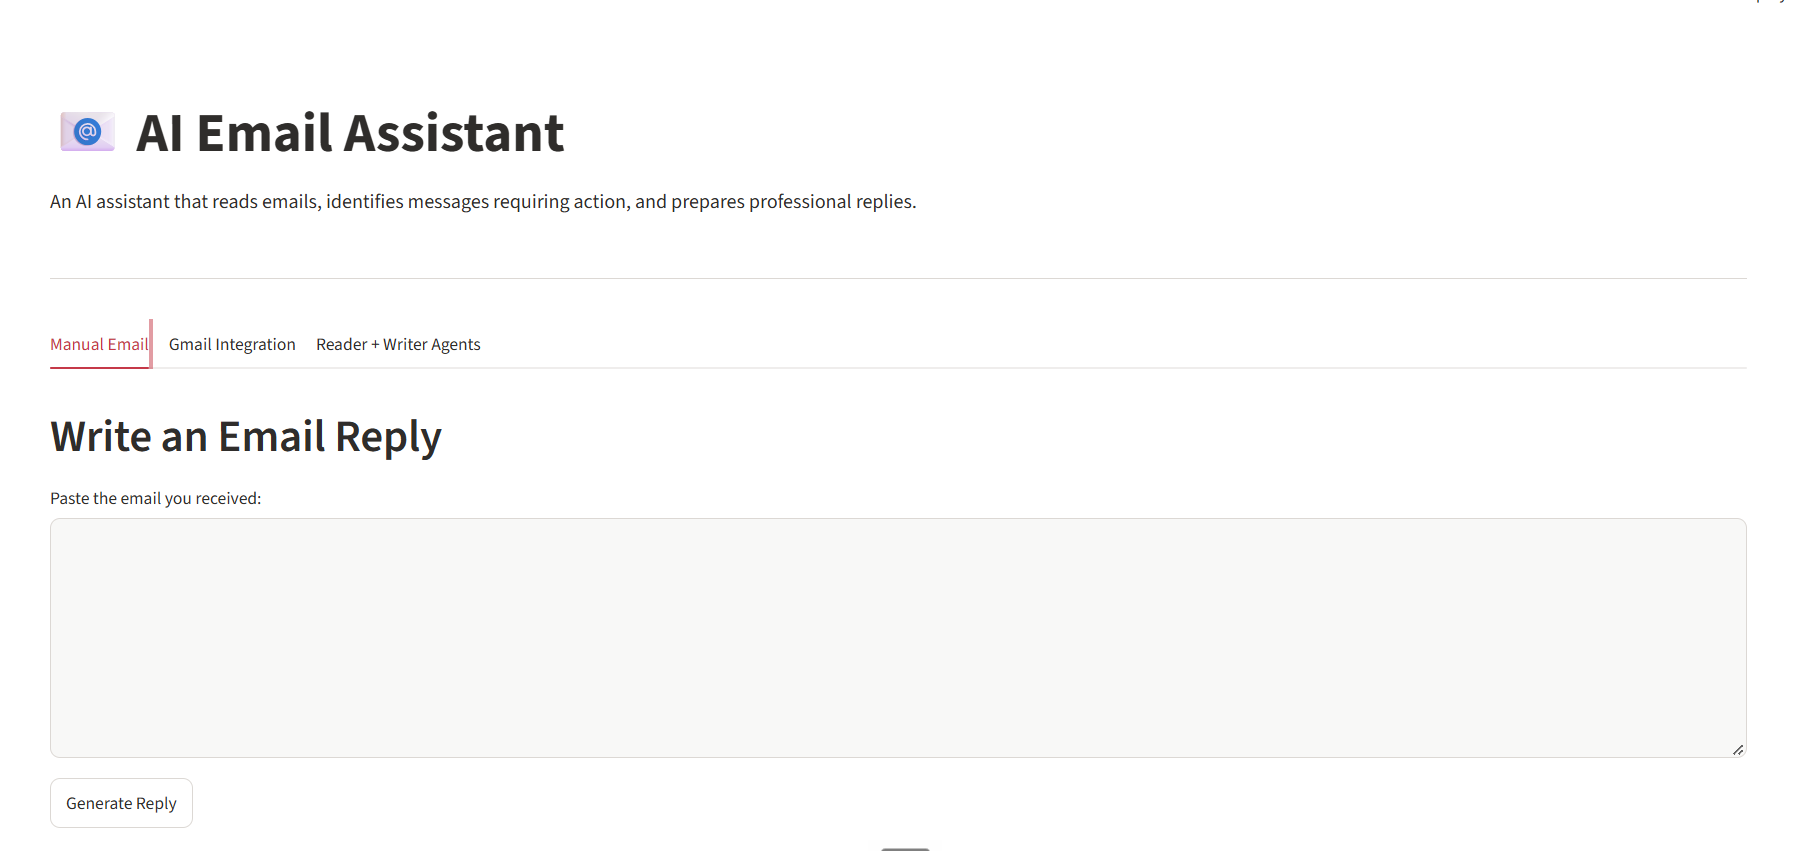 AI Email Assistant
An AI assistant that reads emails, identifies messages requiring action, and prepares professional replies.
Manual Email Gmail Integration Reader + Writer Agents
Write an Email Reply
Paste the email you received:
Generate Reply